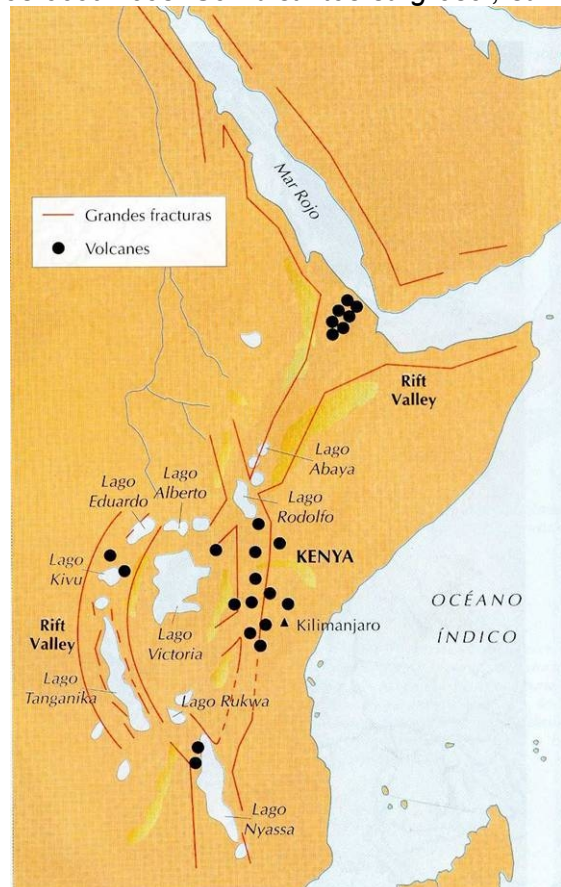 Mar Rojo
Grandes fracturas
Volcanes
Rift
Valley
Lago
Abaya
Lago
Alberto
Lago
Eduardo
Lago
Rodolfo
Lago
Kivu
KENYA
OCÉANO
ÍNDICO
Rift
Valley
Lago
Victoria
Kilimanjaro
Lago
Tanganika
Lago Rukwa
Lago
Nyassa